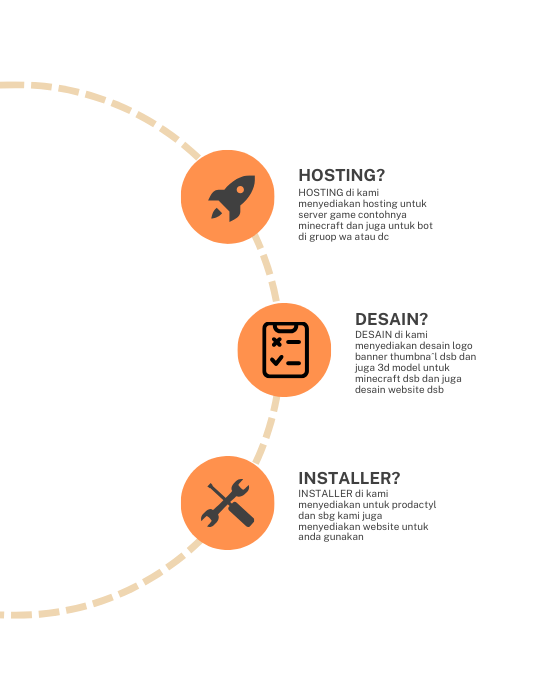 HOSTING?
HOSTING di kami
menyediakan hosting untuk
server game contohnya
minecraft dan juga untuk bot
di gruop wa atau dc
DESAIN?
DESAIN di kami
menyediakan desain logo
banner thumbna¨l dsb dan
juga 3d model untuk
minecraft dsb dan juga
desain website dsb
INSTALLER?
INSTALLER di kami
menyediakan untuk prodactyl
dan sbg kami juga
menyediakan website untuk
anda gunakan